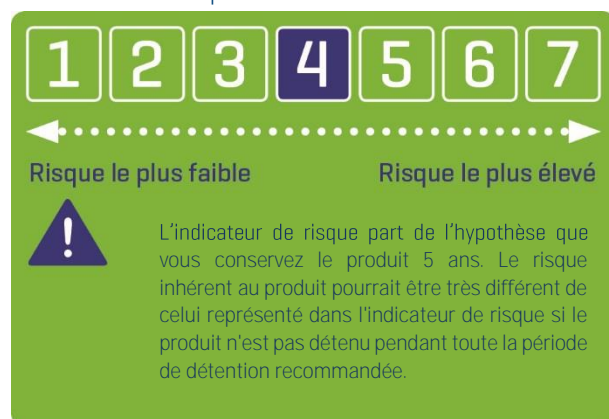 1 2 3 4 5 6 7
Risque le plus faible Risque le plus élevé
!
L'indicateur de risque part de l'hypothèse que
vous conservez le produit 5 ans. Le risque
inhérent au produit pourrait être très différent de
celui représenté dans l'indicateur de risque si le
produit n'est pas détenu pendant toute la période
de détention recommandée.